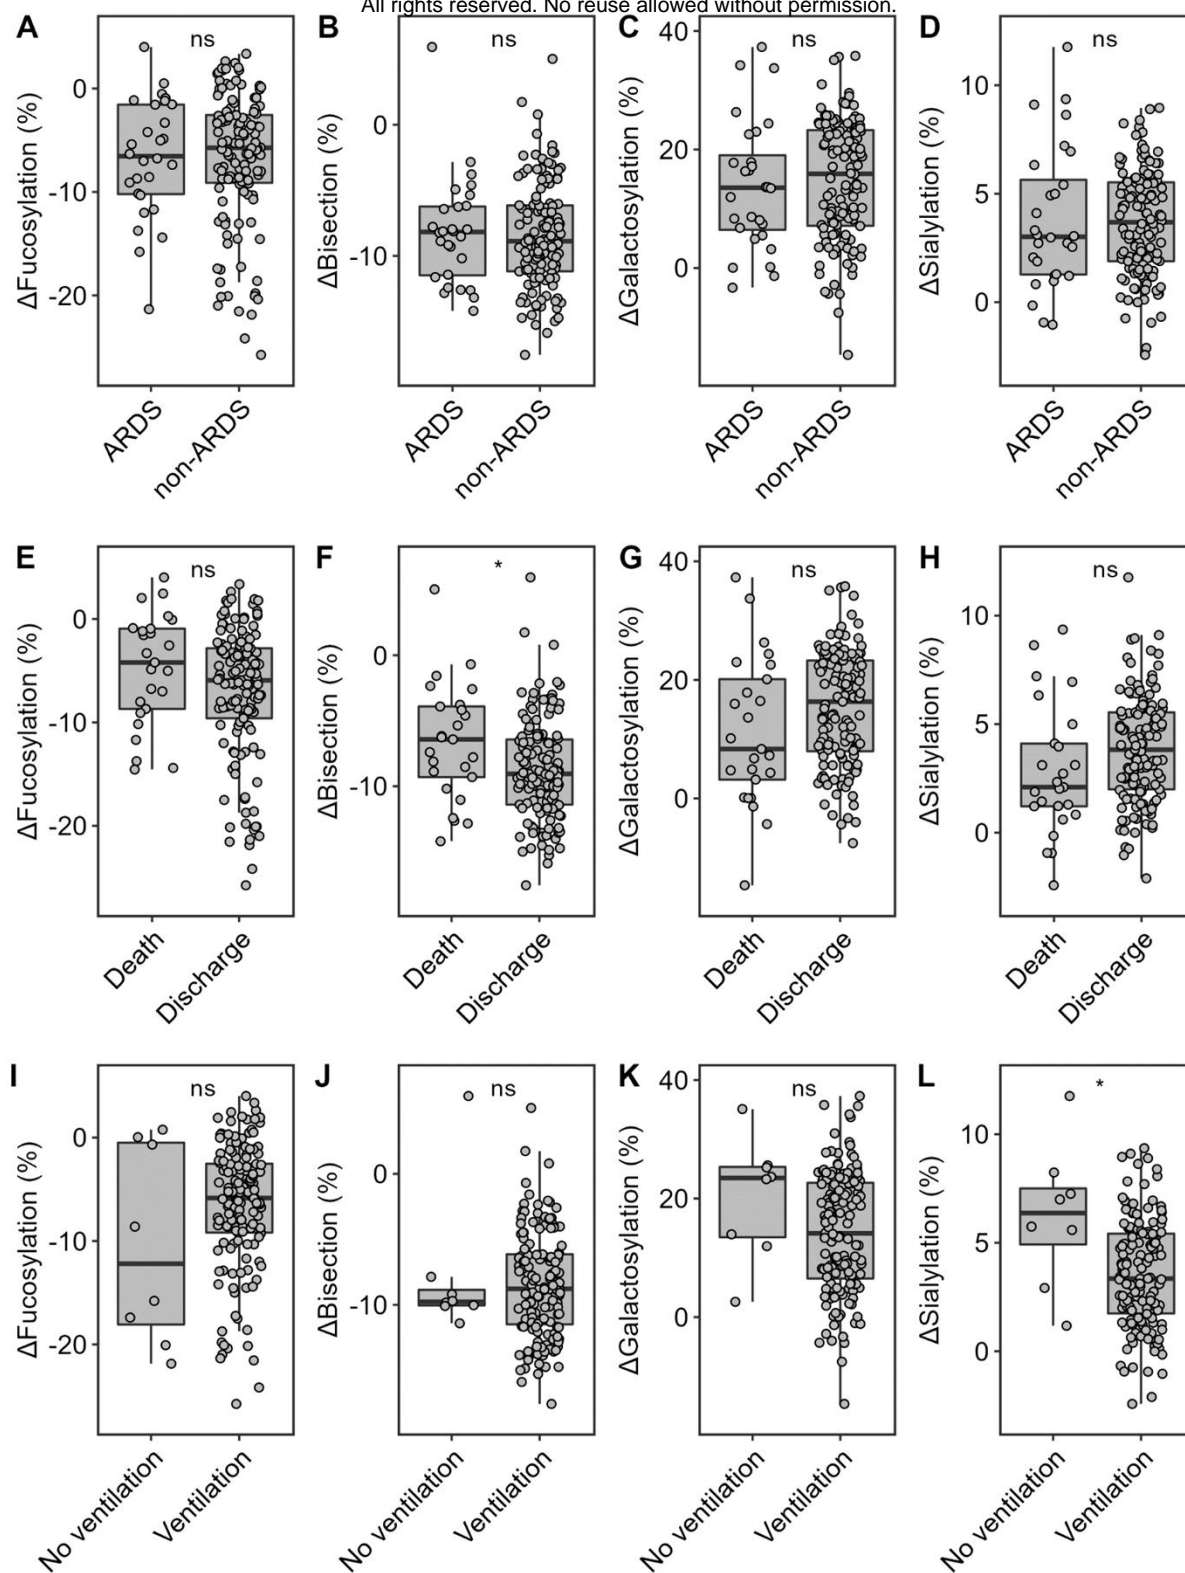 All rights reserved. No reuse allowed without permission.
A
ns
ΔFucosylation (%)
0
-10
-20
ARDS
non-ARDS
B
ns
ΔBisection (%)
0
-10
ARDS
non-ARDS
C
ns
ΔGalactosylation (%)
40
20
0
ARDS
non-ARDS
D
ns
ΔSialylation (%)
10
5
0
ARDS
non-ARDS
E
ns
ΔFucosylation (%)
0
-10
-20
Death
Discharge
F
*
ΔBisection (%)
0
-10
Death
Discharge
G
ns
ΔGalactosylation (%)
40
20
0
Death
Discharge
H
ns
ΔSialylation (%)
10
5
0
Death
Discharge
I
ns
ΔFucosylation (%)
0
-10
-20
No ventilation
Ventilation
J
ns
ΔBisection (%)
0
-10
No ventilation
Ventilation
K
ns
ΔGalactosylation (%)
40
20
0
No ventilation
Ventilation
L
*
ΔSialylation (%)
10
5
0
No ventilation
Ventilation